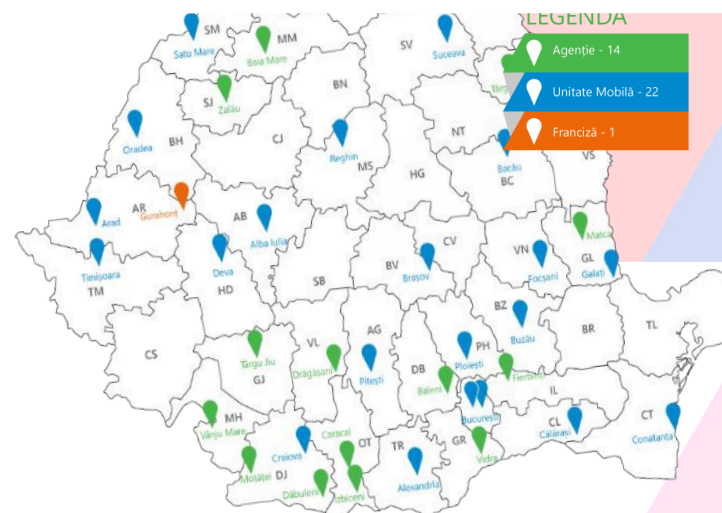 LEGENDA
Agenție - 14
Unitate Mobilă - 22
Franciză - 1
SM
Satu Mare
MM
Baia Mare
SV
Suceava
SJ
Zalău
BN
Oradea
BH
CJ
Reghin
MS
NT
HG
Bacău
BC
VS
AR
Arad
Gurahonț
AB
Alba Iulia
Matca
GL
Galați
Timișoara
TM
Deva
HD
SB
BV
Brașov
CV
VN
Focșani
BZ
Buzău
BR
TL
CS
Târgu Jiu
GJ
VL
Drăgășani
AG
Pitești
DB
Băleni
PH
Ploiești
Fierbinți
IL
București
MH
Vânju Mare
Craiova
Caracal
OT
TR
Alexandria
GR
Vidra
CL
Călărași
CT
Constanța
Moțăței
DJ
Dăbuleni
Izbiceni